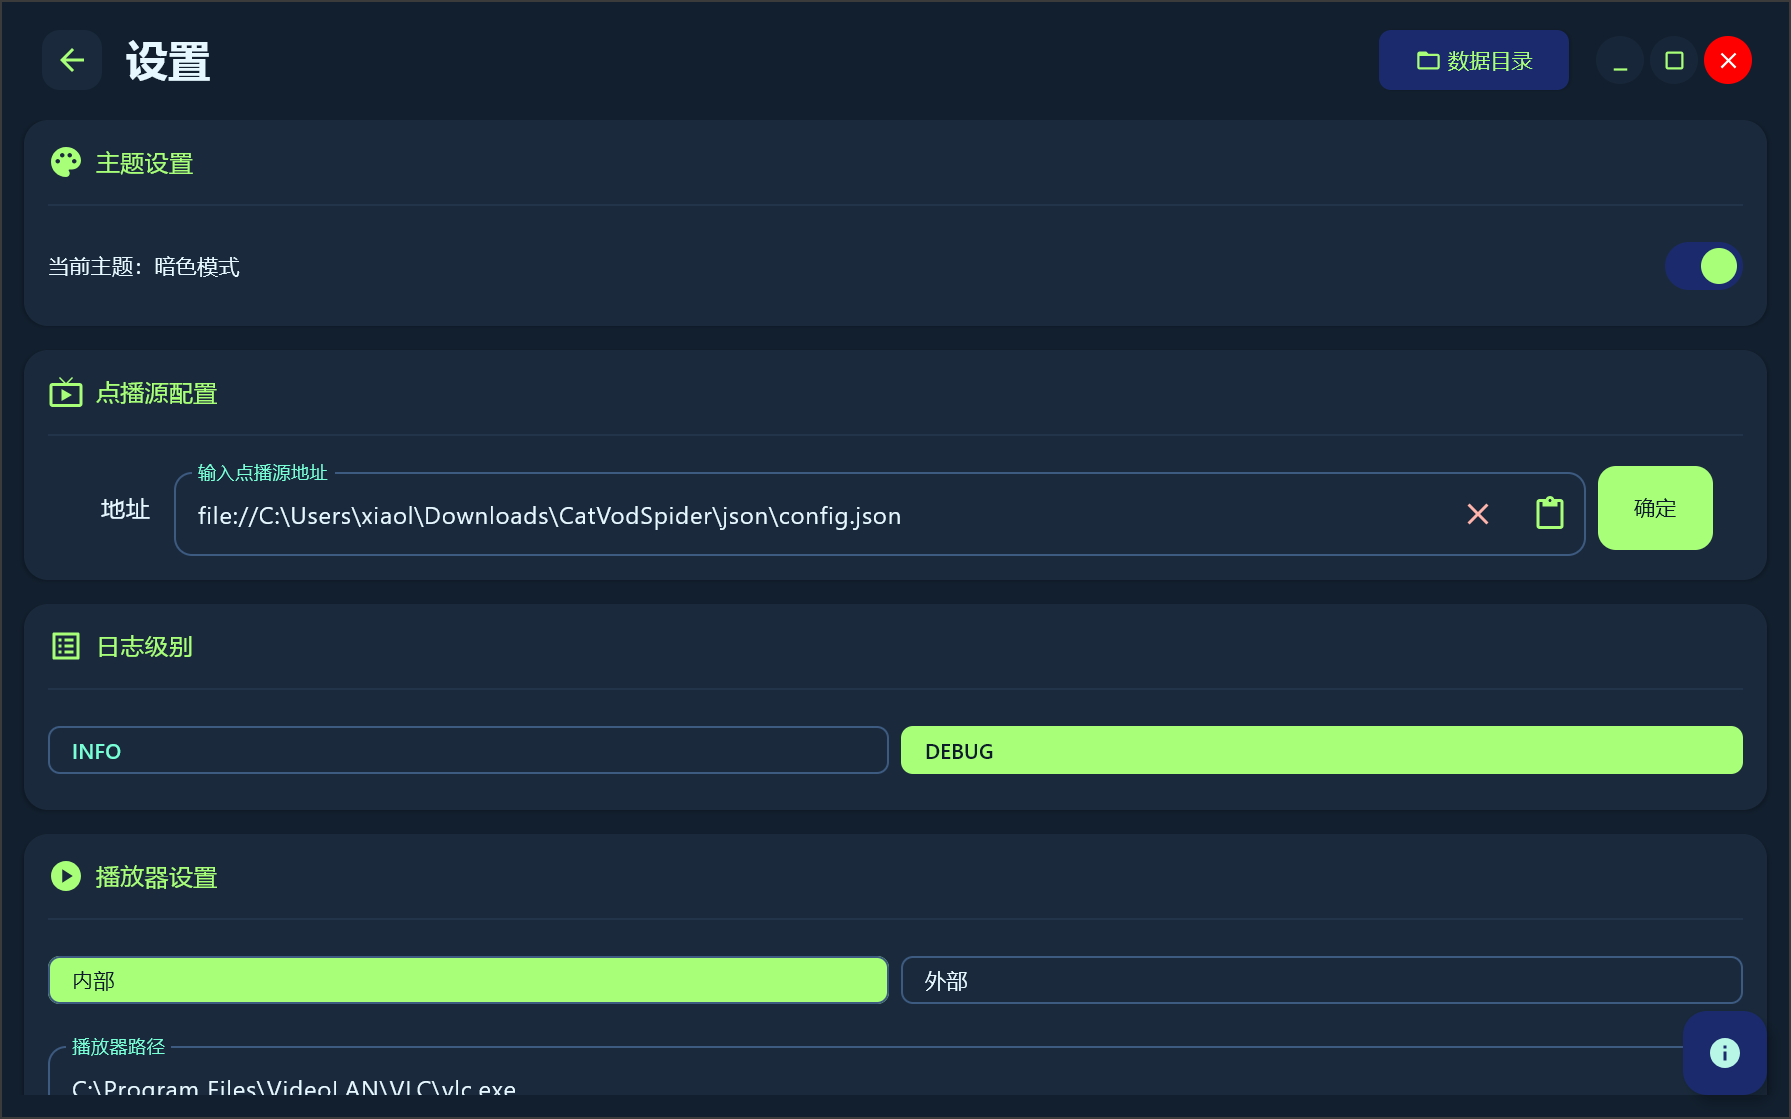 设置
数据目录
主题设置
当前主题：暗色模式
点播源配置
输入点播源地址
地址
file://C:\Users\xiaol\Downloads\CatVodSpider\json\config.json
确定
日志级别
INFO
DEBUG
播放器设置
内部
外部
播放器路径
C:\Program Files\VideoLAN\VLC\vlc.exe